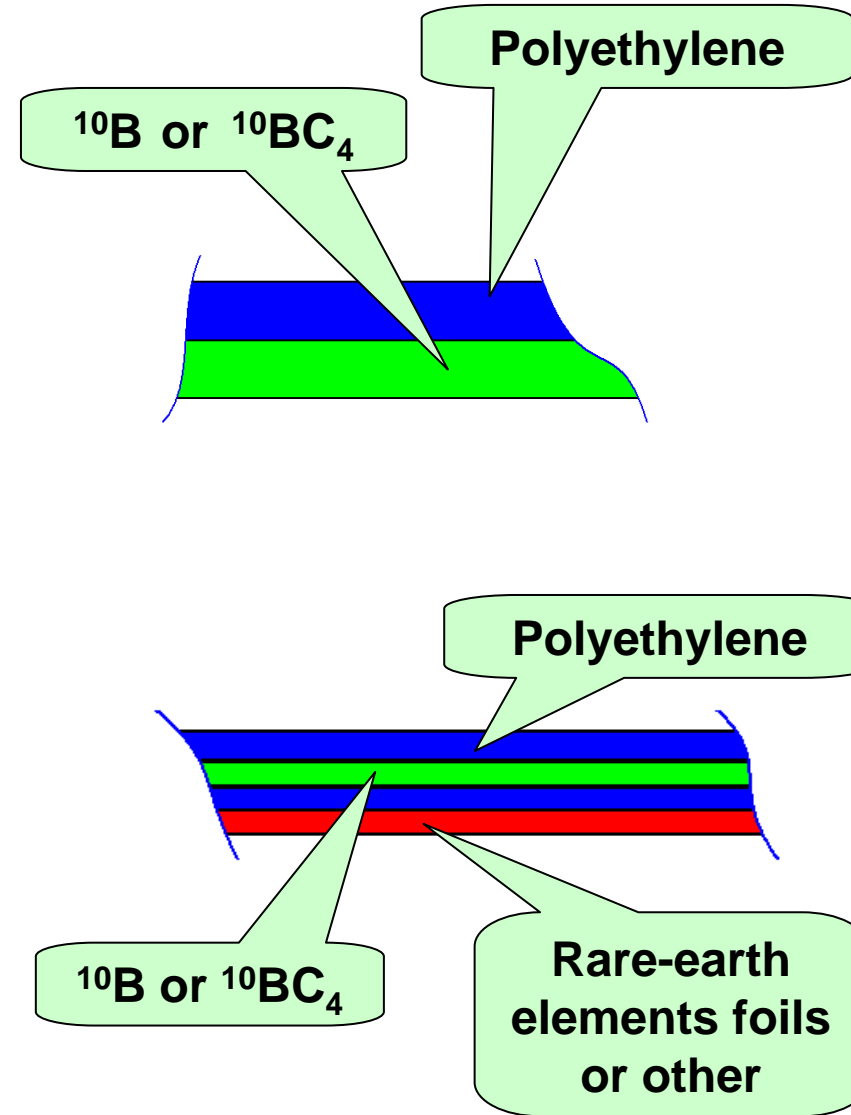 Polyethylene
¹⁰B or ¹⁰BC₄
Polyethylene
¹⁰B or ¹⁰BC₄
Rare-earth
elements foils
or other